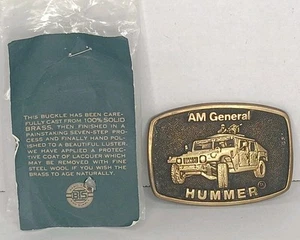 THIS BUCKLE HAS BEEN CARE-
FULLY CAST FROM 100% SOLID
BRASS, THEN FINISHED IN A
PAINSTAKING SEVEN-STEP PRO-
CESS AND FINALLY HAND POL-
ISHED TO A BEAUTIFUL LUSTER.
WE HAVE APPLIED A PROTEC-
TIVE COAT OF LACQUER WHICH
MAY BE REMOVED WITH FINE
STEEL WOOL IF YOU WISH THE
BRASS TO AGE NATURALLY.
AM General
HUMMER